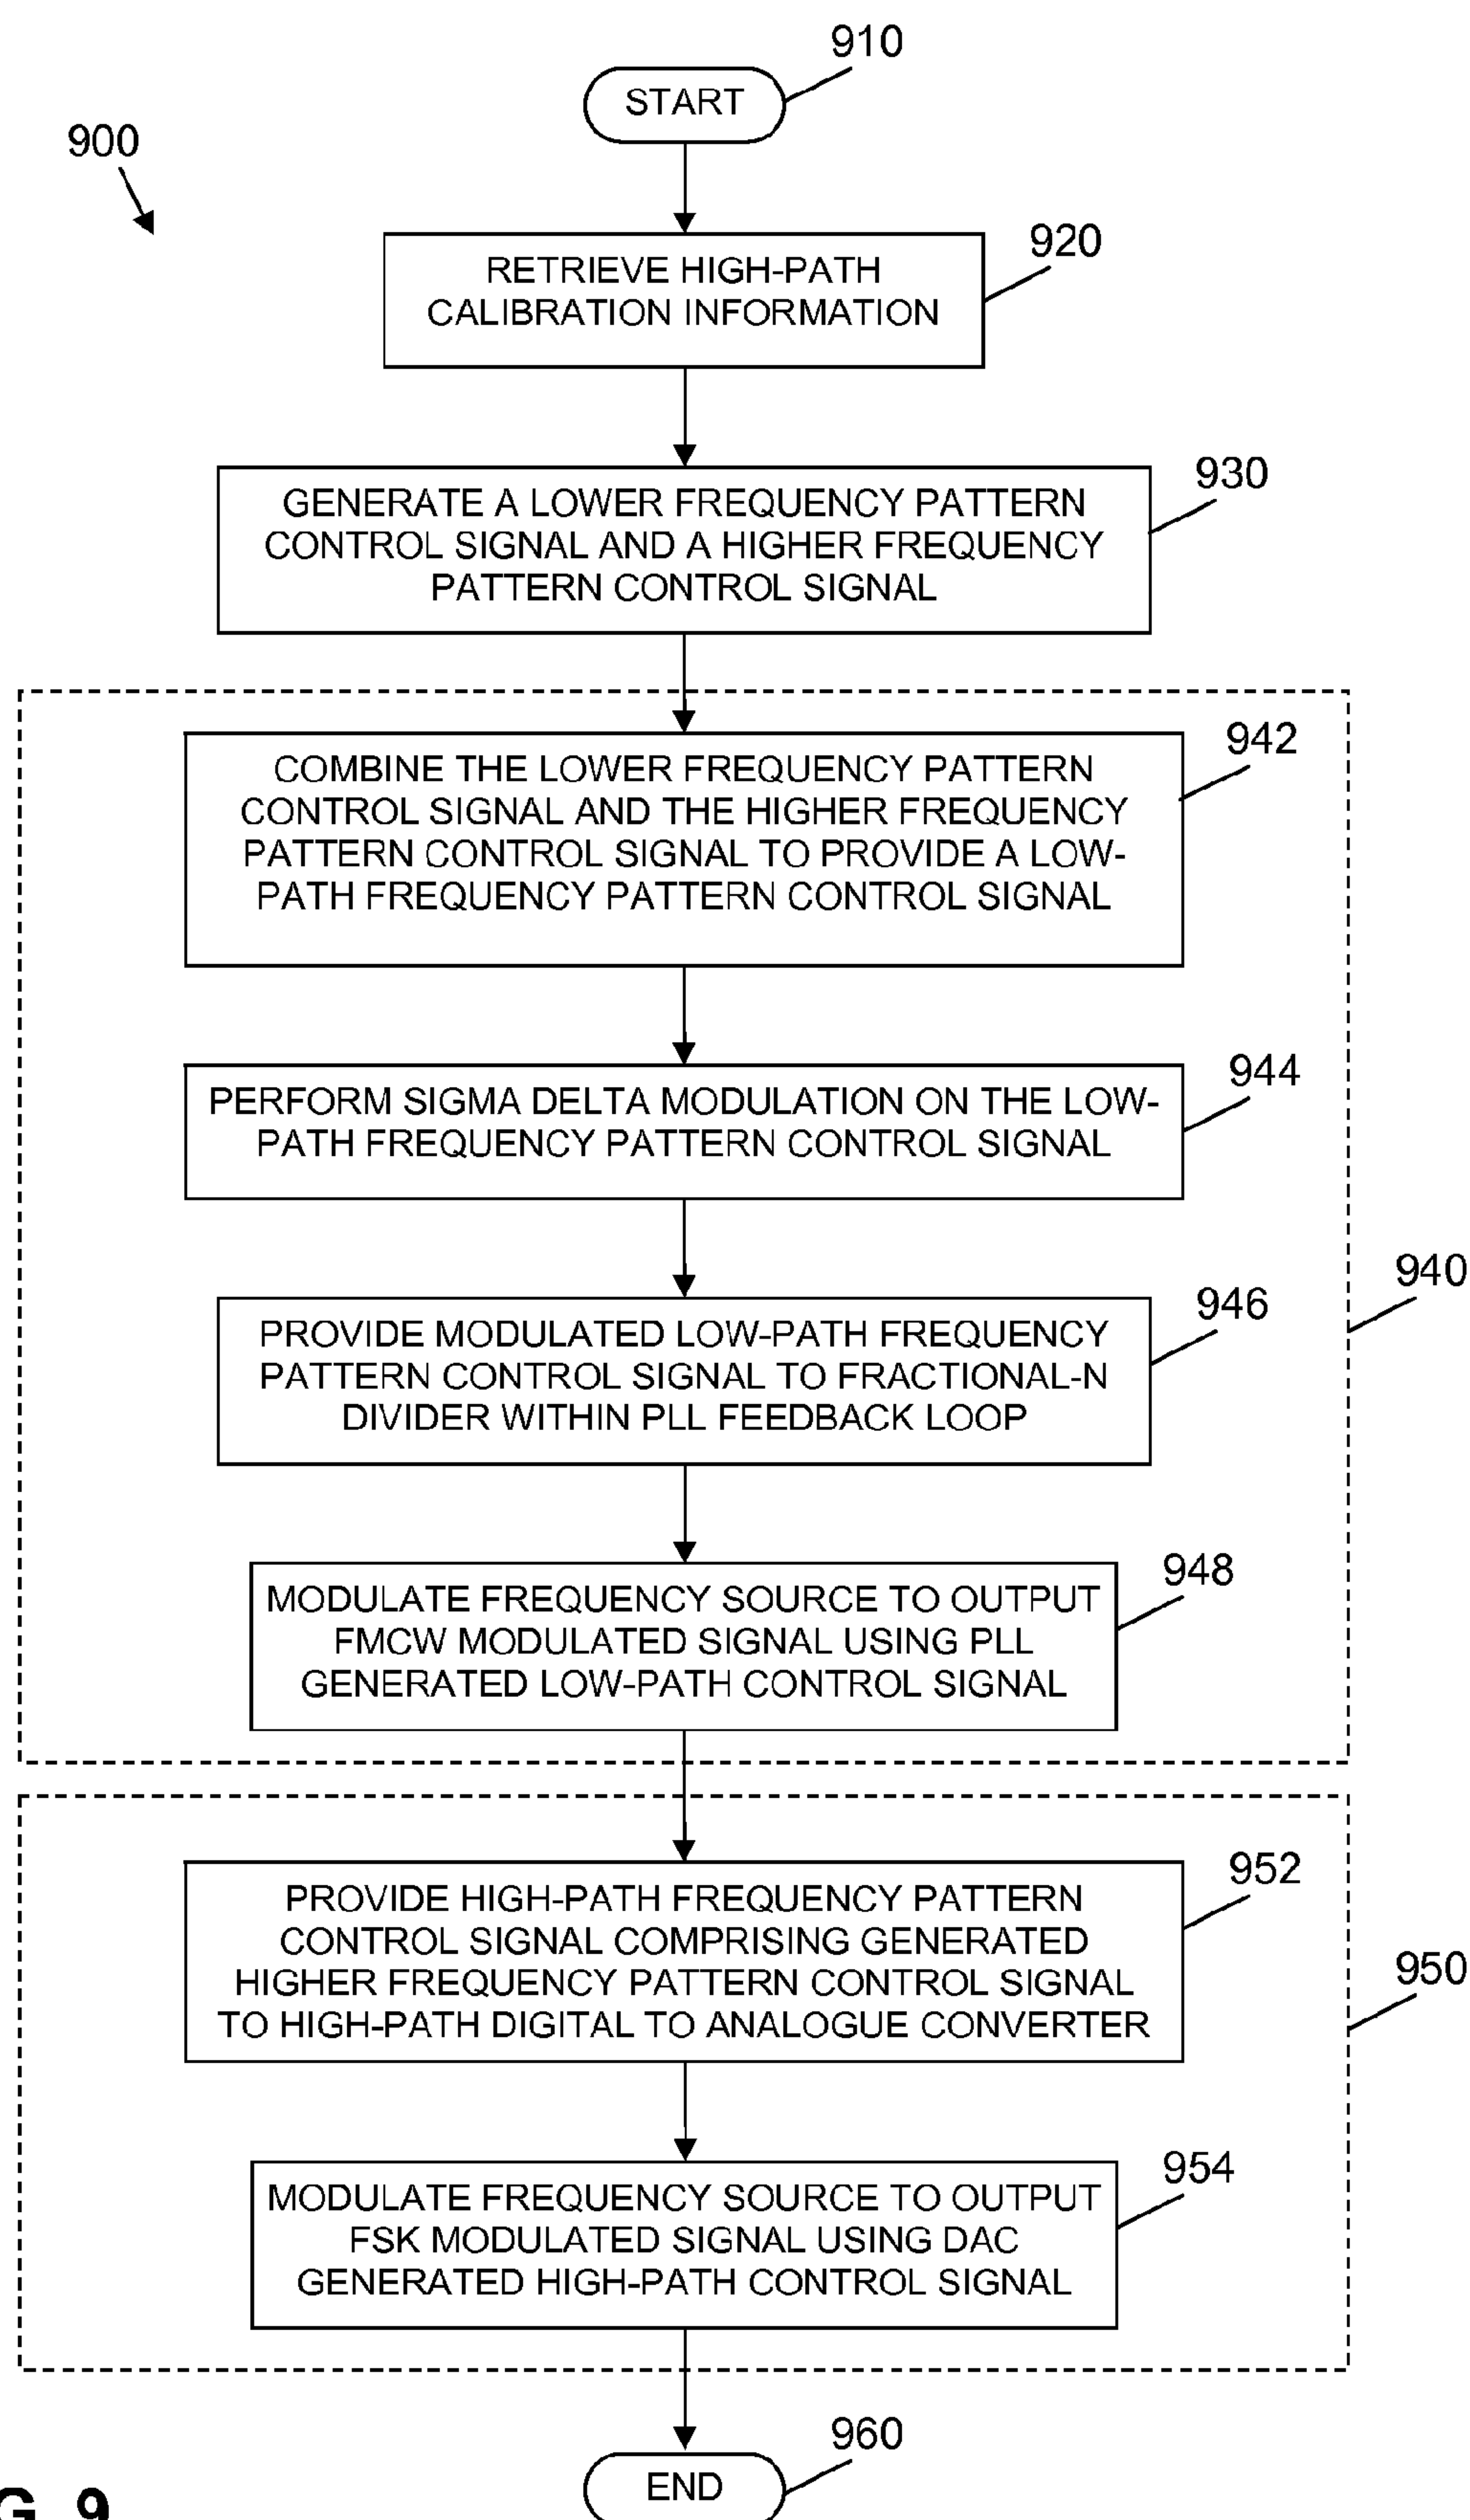 910
START
900
920
RETRIEVE HIGH-PATH
CALIBRATION INFORMATION
930
GENERATE A LOWER FREQUENCY PATTERN
CONTROL SIGNAL AND A HIGHER FREQUENCY
PATTERN CONTROL SIGNAL
942
COMBINE THE LOWER FREQUENCY PATTERN
CONTROL SIGNAL AND THE HIGHER FREQUENCY
PATTERN CONTROL SIGNAL TO PROVIDE A LOW-
PATH FREQUENCY PATTERN CONTROL SIGNAL
944
PERFORM SIGMA DELTA MODULATION ON THE LOW-
PATH FREQUENCY PATTERN CONTROL SIGNAL
940
946
PROVIDE MODULATED LOW-PATH FREQUENCY
PATTERN CONTROL SIGNAL TO FRACTIONAL-N
DIVIDER WITHIN PLL FEEDBACK LOOP
948
MODULATE FREQUENCY SOURCE TO OUTPUT
FMCW MODULATED SIGNAL USING PLL
GENERATED LOW-PATH CONTROL SIGNAL
952
PROVIDE HIGH-PATH FREQUENCY PATTERN
CONTROL SIGNAL COMPRISING GENERATED
HIGHER FREQUENCY PATTERN CONTROL SIGNAL
TO HIGH-PATH DIGITAL TO ANALOGUE CONVERTER
950
954
MODULATE FREQUENCY SOURCE TO OUTPUT
FSK MODULATED SIGNAL USING DAC
GENERATED HIGH-PATH CONTROL SIGNAL
960
END
G. 9